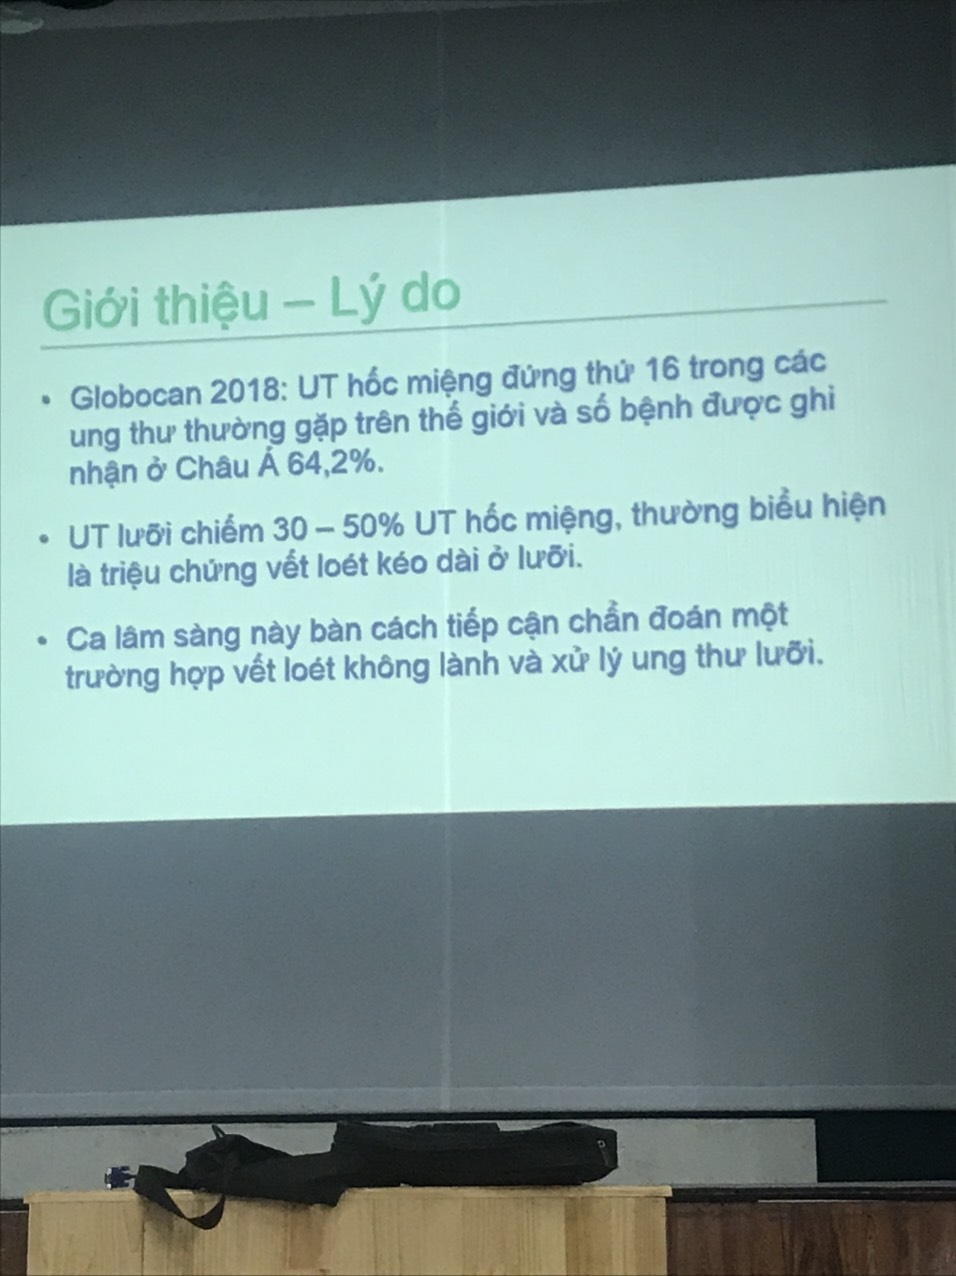 Giới thiệu – Lý do
• Globocan 2018: UT hốc miệng đứng thứ 16 trong các
ung thư thường gặp trên thế giới và số bệnh được ghi
nhận ở Châu Á 64,2%.
• UT lưỡi chiếm 30 – 50% UT hốc miệng, thường biểu hiện
là triệu chứng vết loét kéo dài ở lưỡi.
• Ca lâm sàng này bàn cách tiếp cận chẩn đoán một
trường hợp vết loét không lành và xử lý ung thư lưỡi.